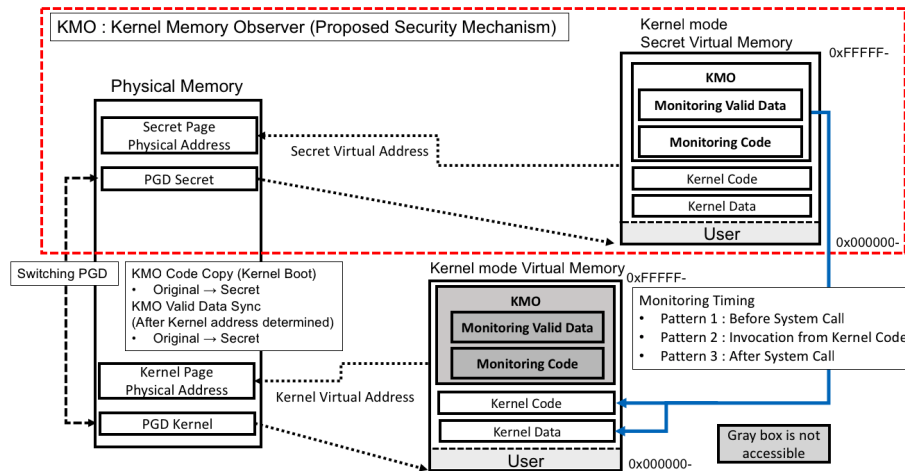 KMO : Kernel Memory Observer (Proposed Security Mechanism)
Kernel mode
Secret Virtual Memory
0xFFFFF-
Physical Memory
KMO
Monitoring Valid Data
Monitoring Code
Secret Page
Physical Address
Secret Virtual Address
PGD Secret
Kernel Code
Kernel Data
User
0x000000-
Switching PGD
KMO Code Copy (Kernel Boot)
• Original → Secret
KMO Valid Data Sync
(After Kernel address determined)
• Original → Secret
Kernel mode Virtual Memory
0xFFFFF-
KMO
Monitoring Valid Data
Monitoring Code
Monitoring Timing
• Pattern 1 : Before System Call
• Pattern 2 : Invocation from Kernel Code
• Pattern 3 : After System Call
Kernel Page
Physical Address
Kernel Virtual Address
PGD Kernel
Kernel Code
Kernel Data
User
0x000000-
Gray box is not
accessible